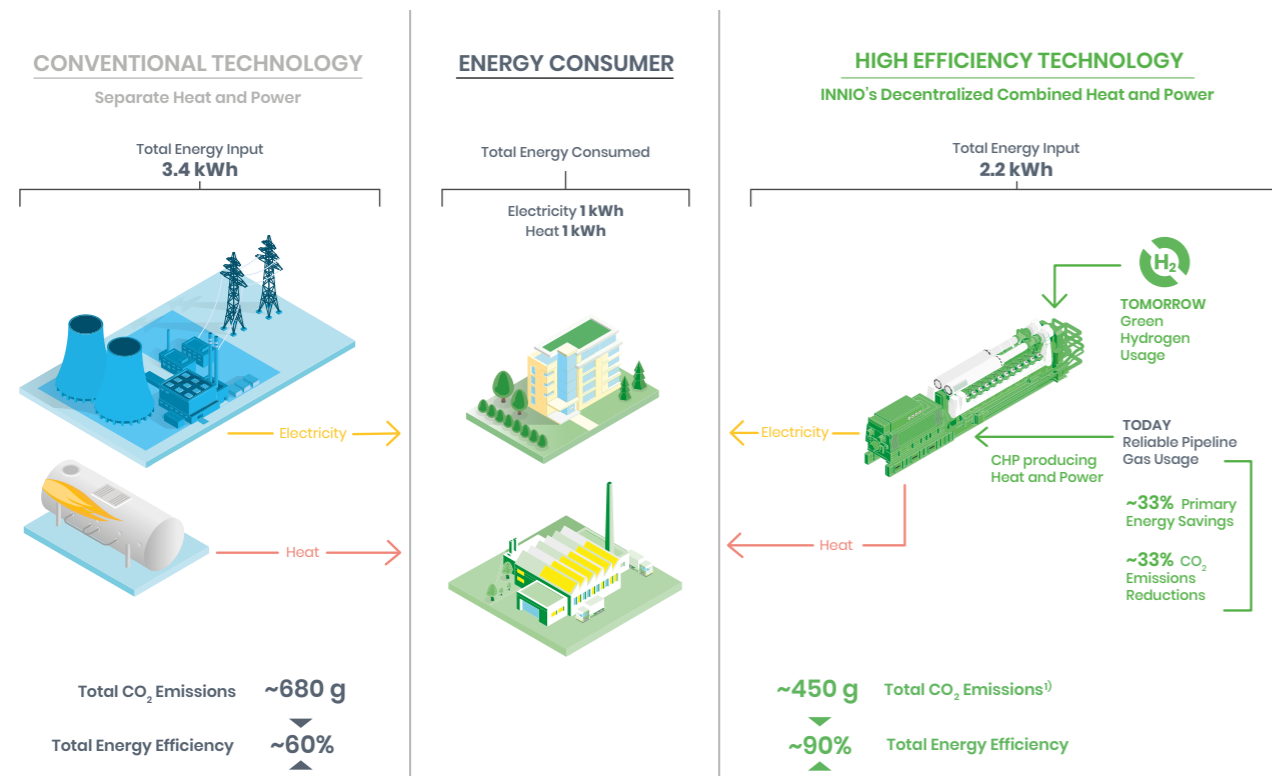 CONVENTIONAL TECHNOLOGY
Separate Heat and Power
Total Energy Input
3.4 kWh
Electricity
Heat
Total CO₂ Emissions ~680 g
Total Energy Efficiency ~60%
ENERGY CONSUMER
Total Energy Consumed
Electricity 1 kWh
Heat 1 kWh
HIGH EFFICIENCY TECHNOLOGY
INNIO's Decentralized Combined Heat and Power
Total Energy Input
2.2 kWh
H₂
TOMORROW
Green
Hydrogen
Usage
Electricity
TODAY
Reliable Pipeline
Gas Usage
CHP producing
Heat and Power
~33% Primary
Energy Savings
Heat
~33% CO₂
Emissions
Reductions
~450 g Total CO₂ Emissions¹⁾
~90% Total Energy Efficiency